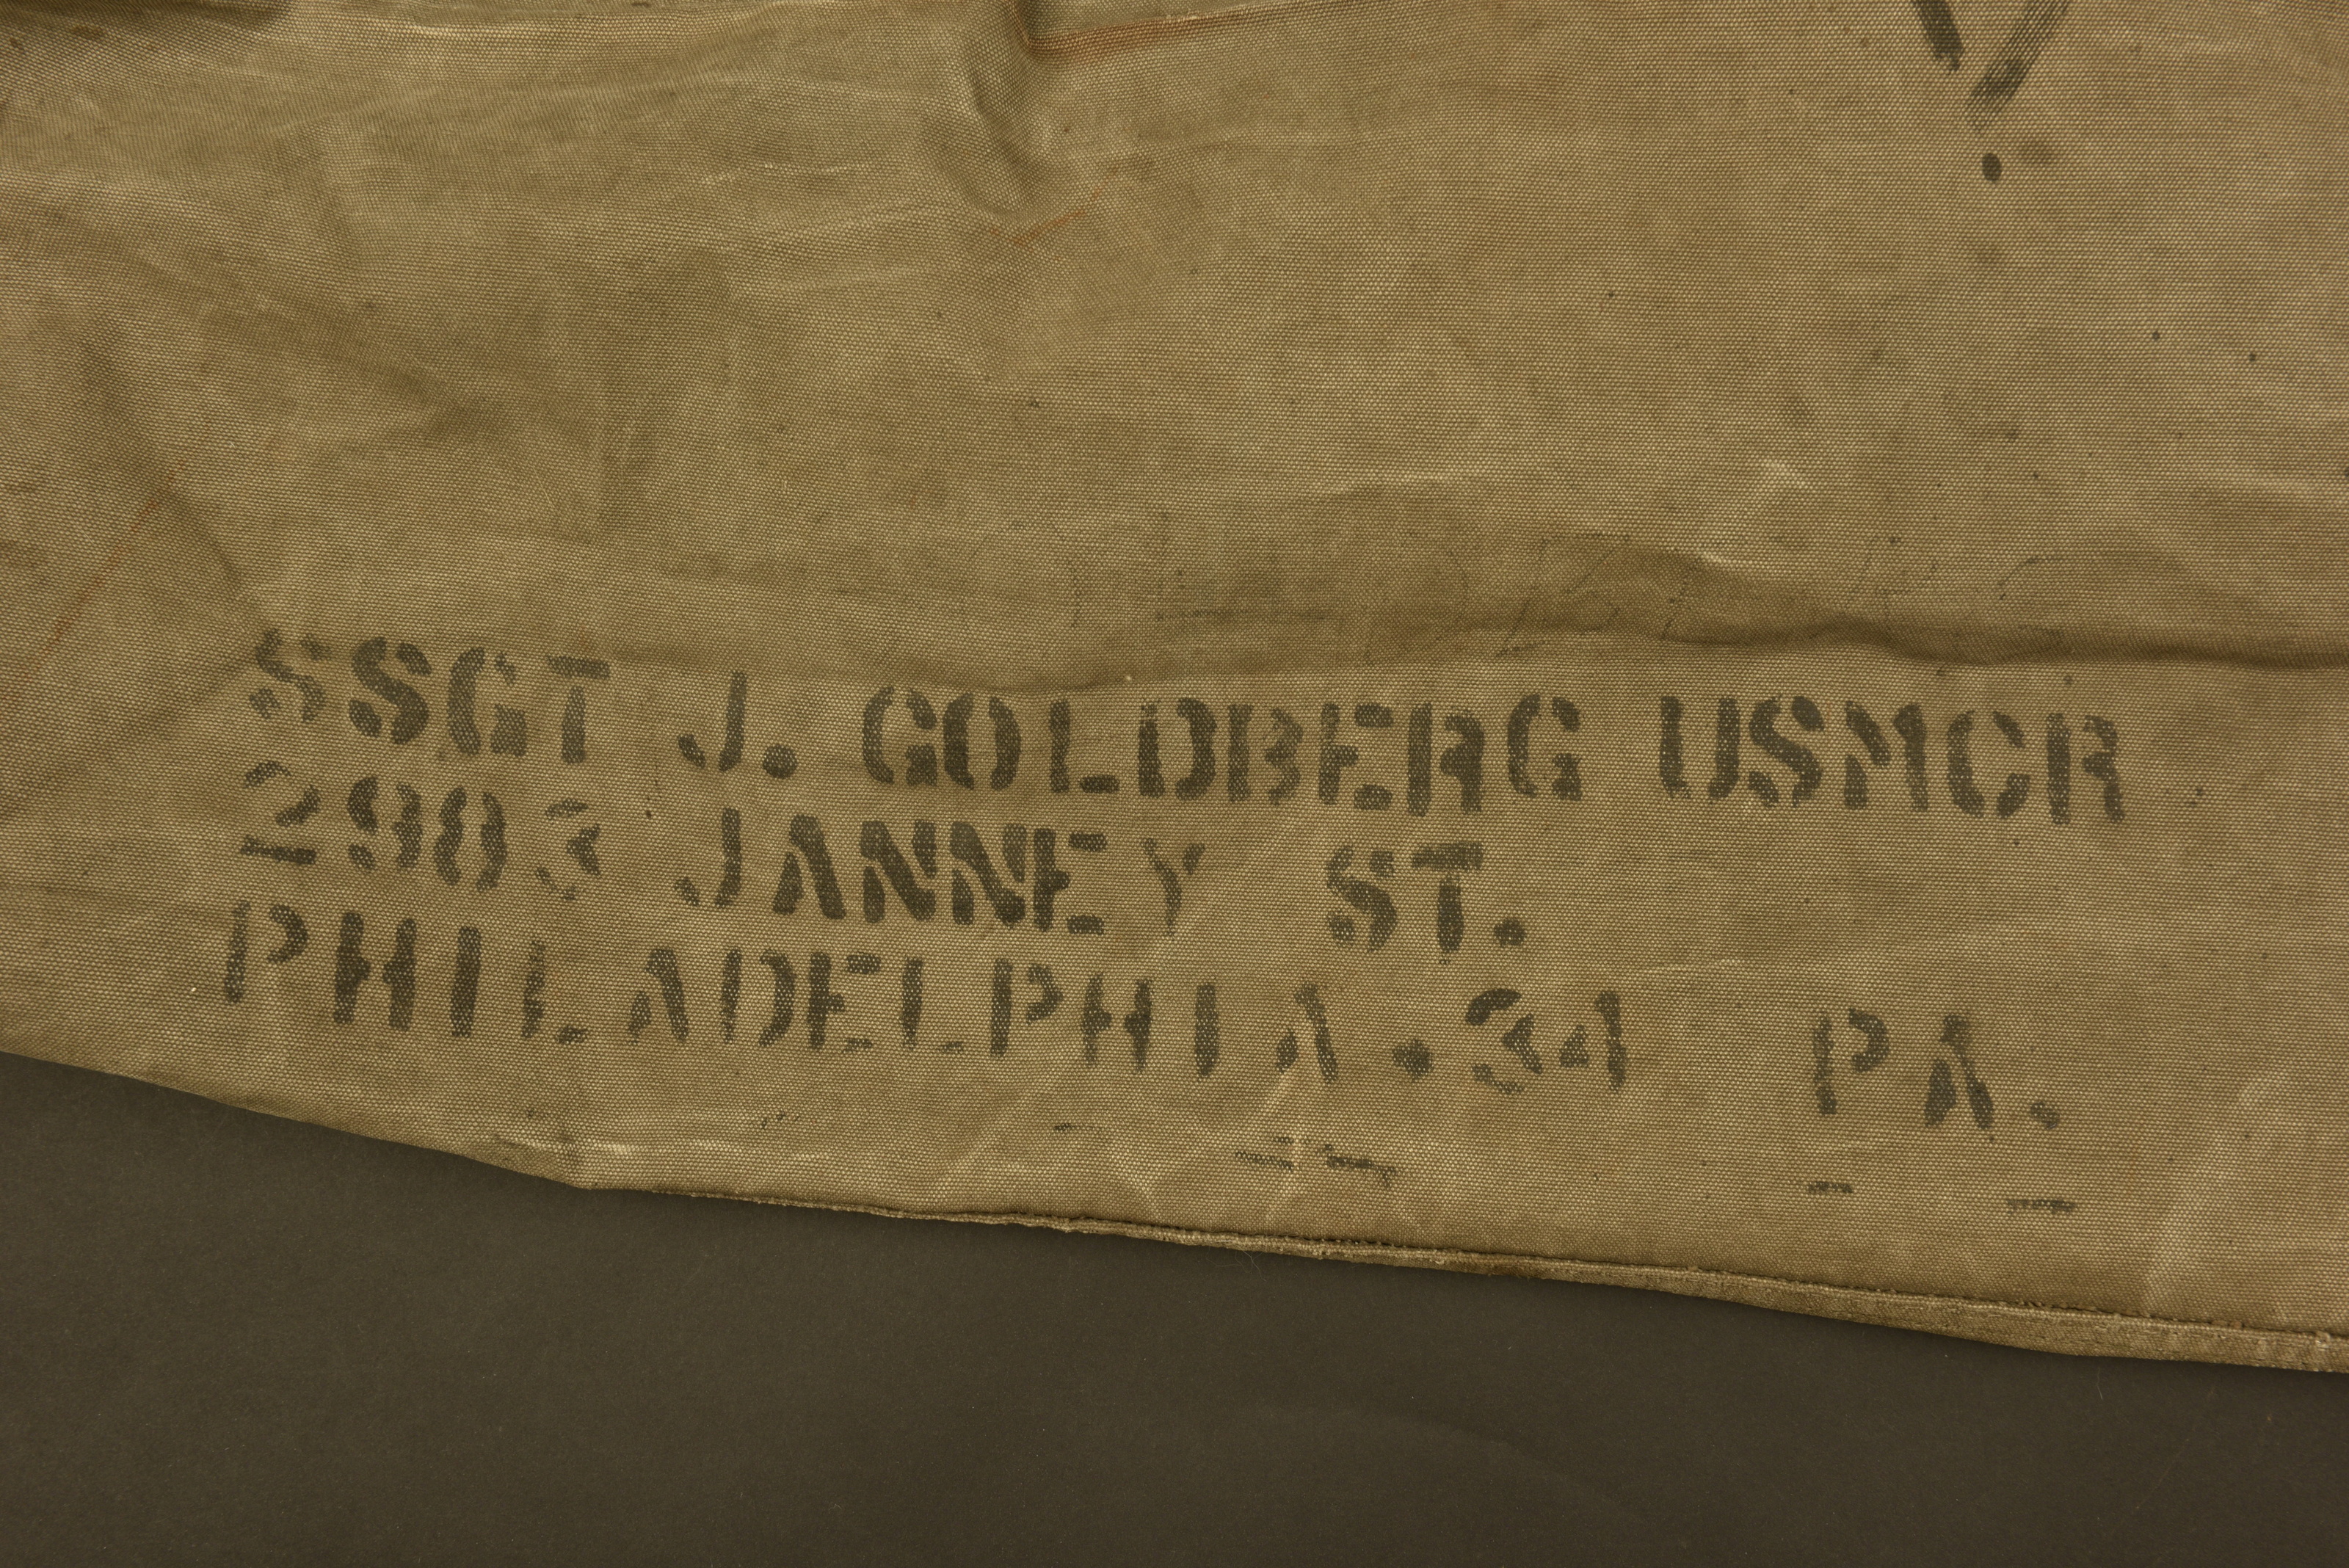 SSGT J. GOLDBERG USMCR
2903 JANNEY ST.
PHILADELPHIA.34 PA.